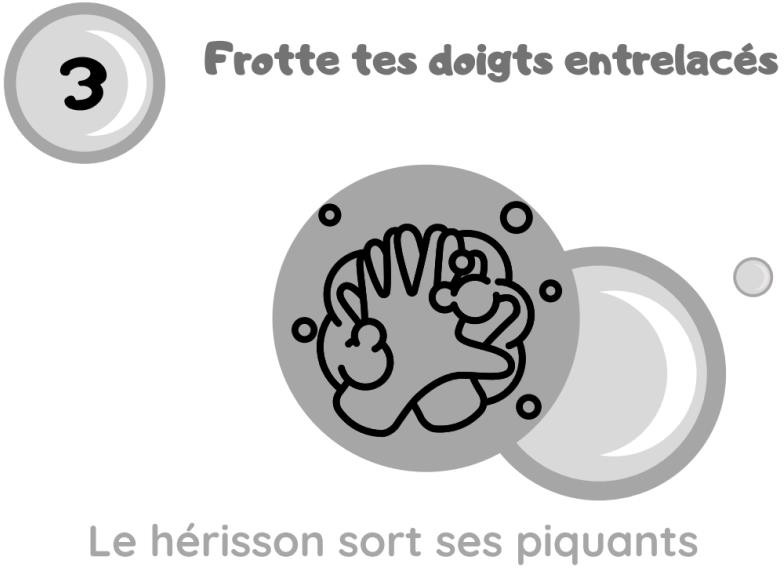 3
Frotte tes doigts entrelacés
Le hérisson sort ses piquants